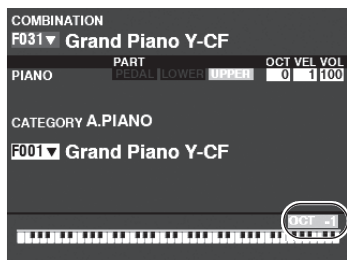 COMBINATION
F031▼ Grand Piano Y-CF
PART OCT VEL VOL
PIANO PEDAL LOWER UPPER 0 1 100
CATEGORY A.PIANO
F001▼ Grand Piano Y-CF
OCT -1